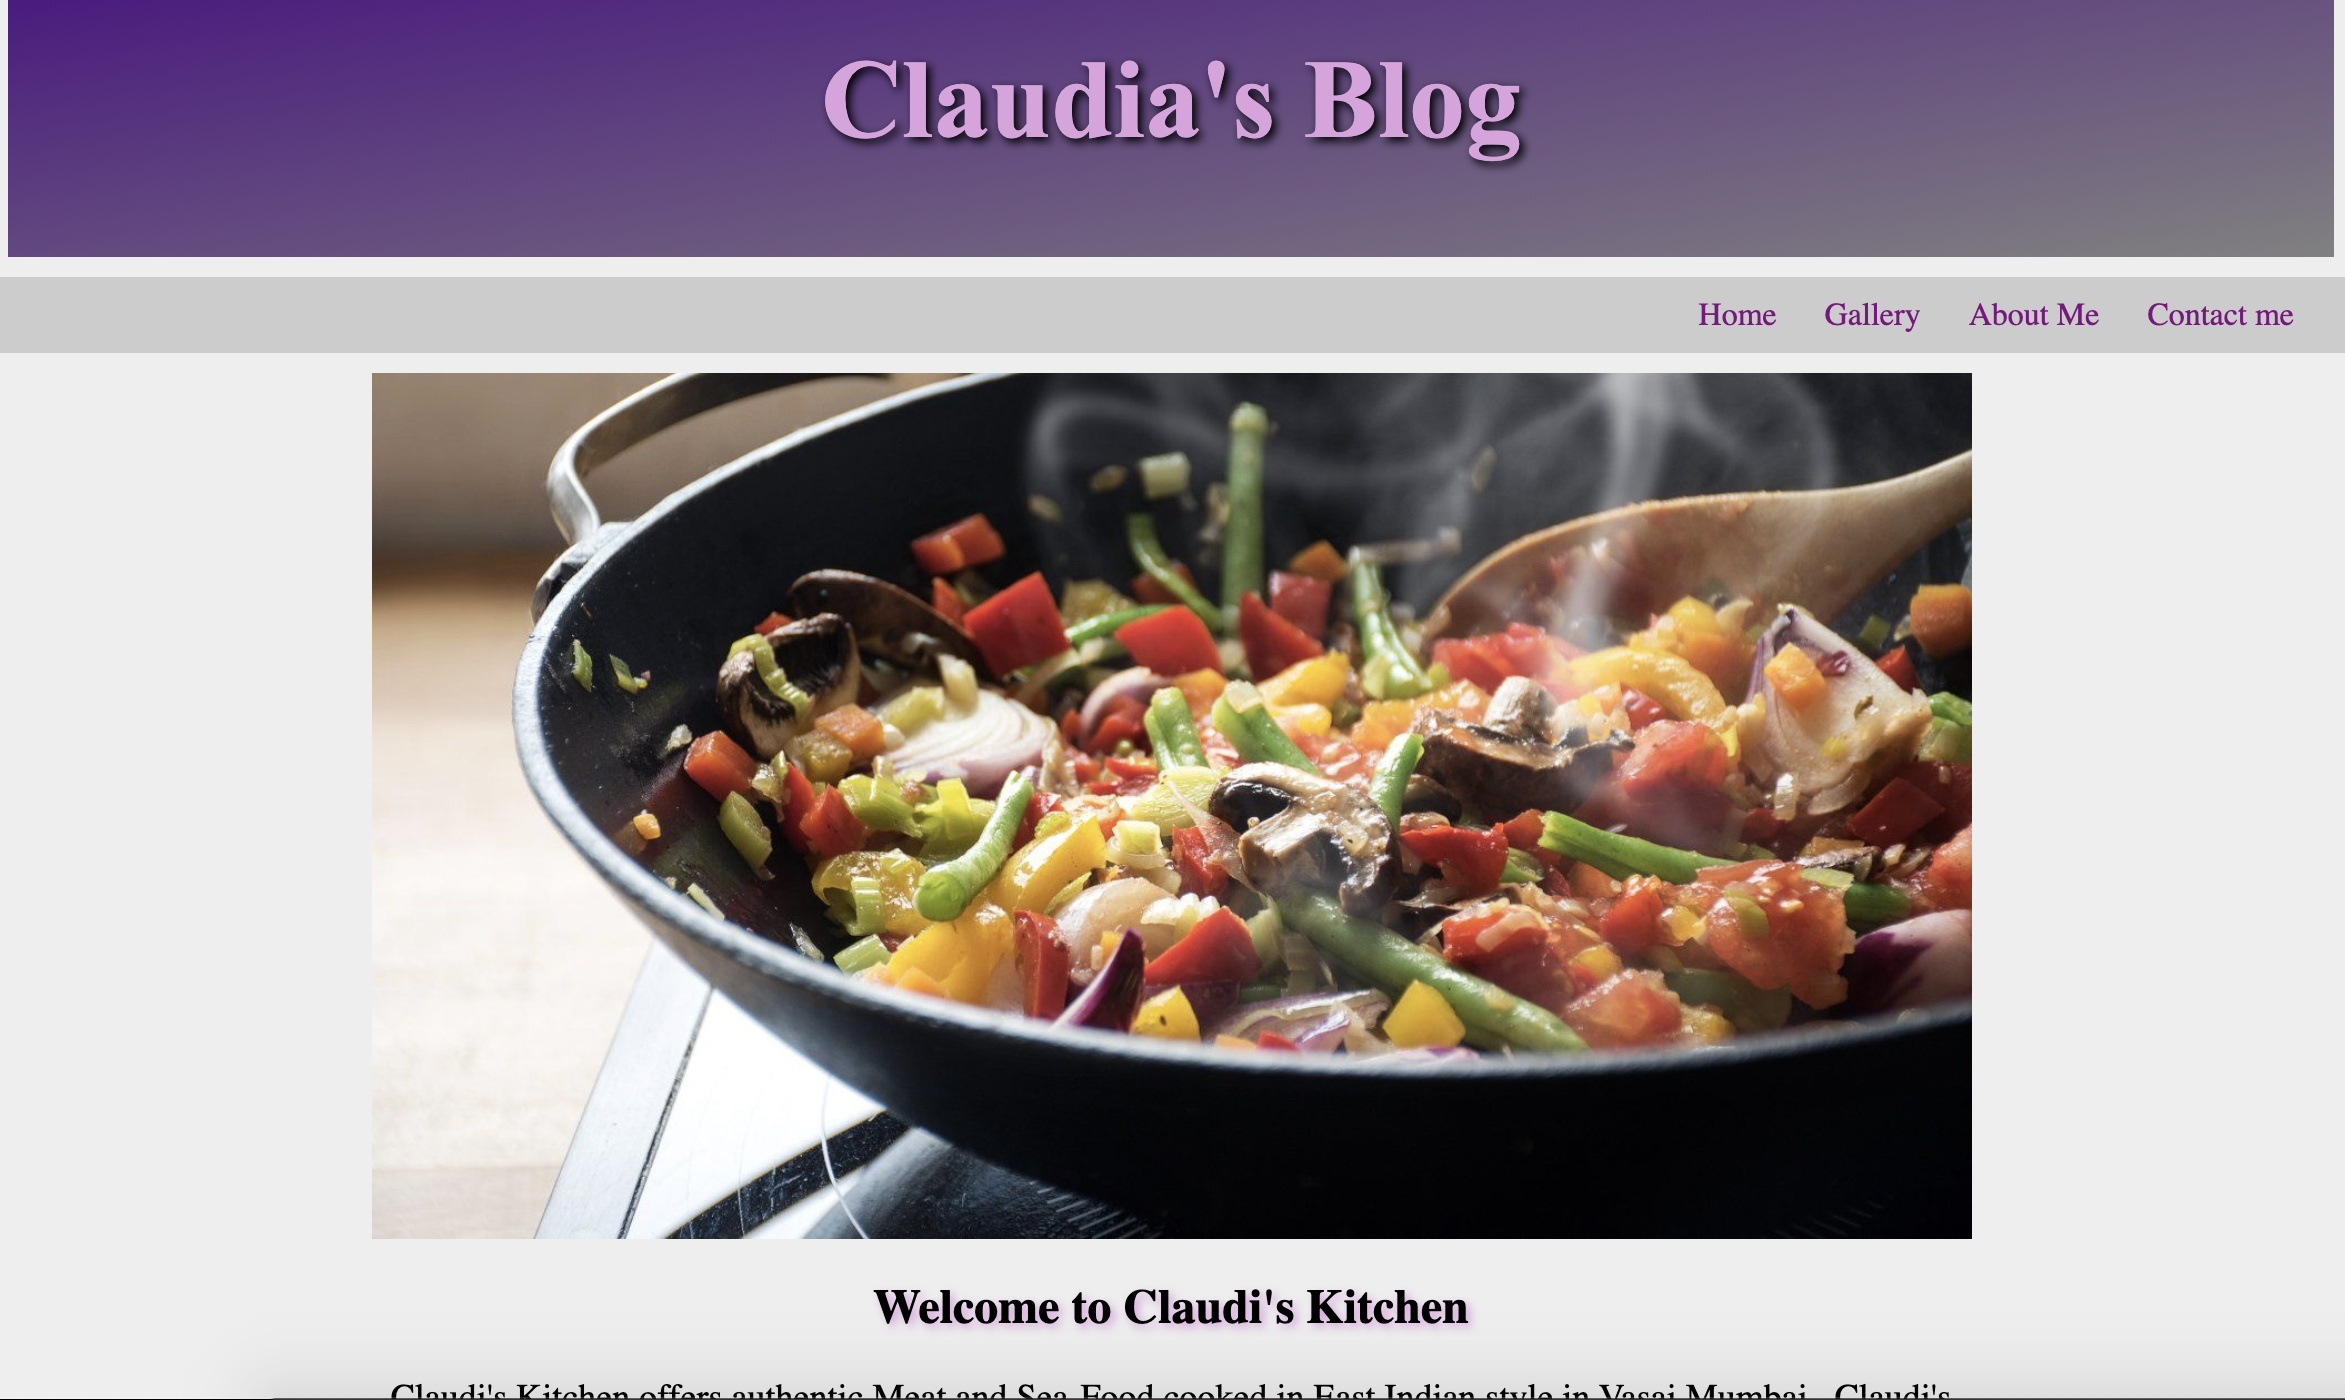 Claudia's Blog
Home Gallery About Me Contact me
Welcome to Claudi's Kitchen
Claudi's Kitchen offers authentic Meat and Sea-Food cooked in East Indian style in Vasai Mumbai. Claudi's